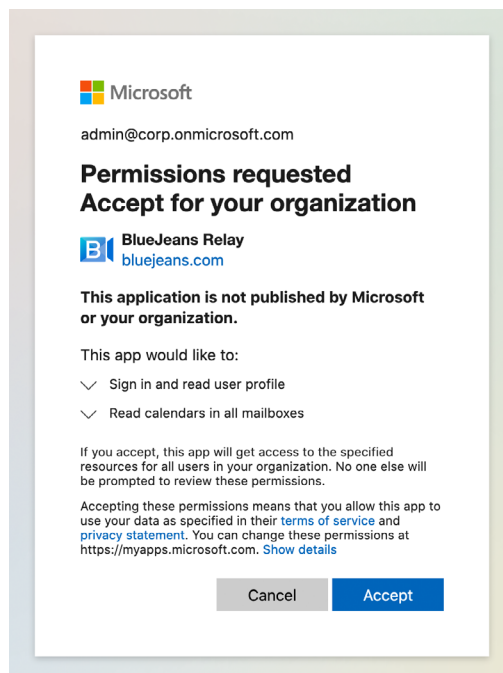 Microsoft
admin@corp.onmicrosoft.com
Permissions requested
Accept for your organization
B
BlueJeans Relay
bluejeans.com
This application is not published by Microsoft
or your organization.
This app would like to:
Sign in and read user profile
Read calendars in all mailboxes
If you accept, this app will get access to the specified
resources for all users in your organization. No one else will
be prompted to review these permissions.
Accepting these permissions means that you allow this app to
use your data as specified in their terms of service and
privacy statement. You can change these permissions at
https://myapps.microsoft.com. Show details
Cancel Accept